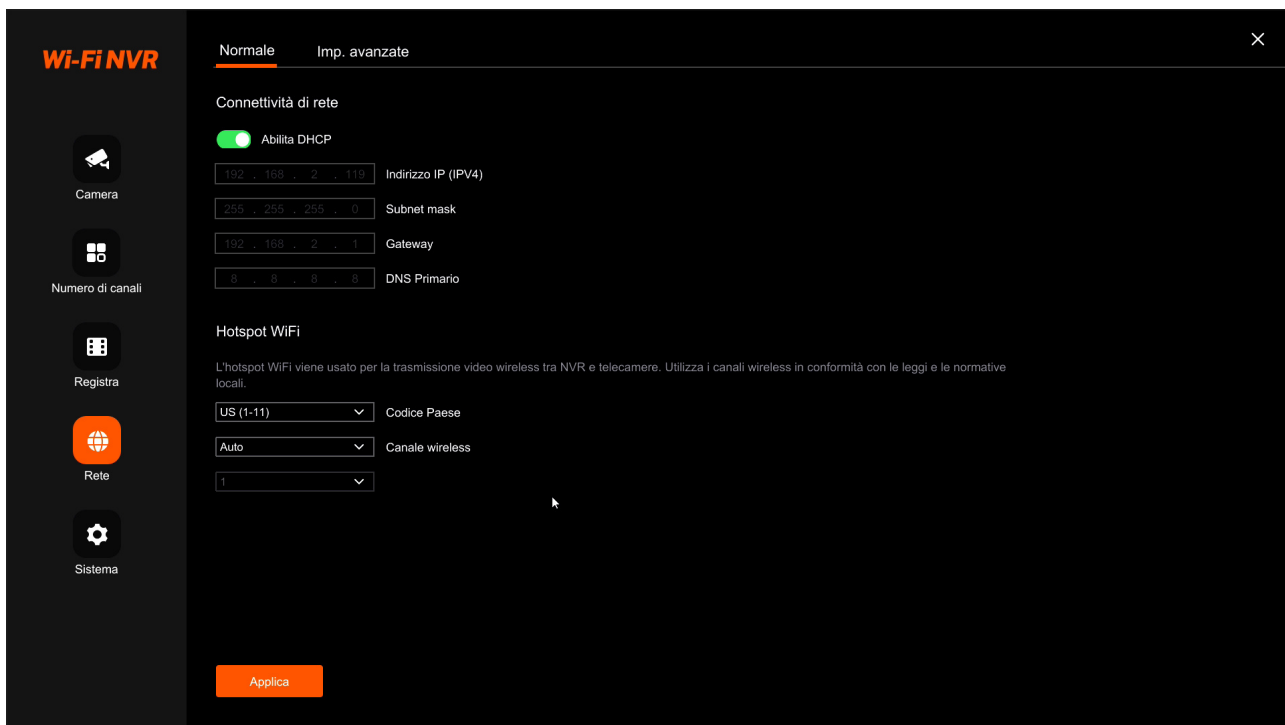 Wi-Fi NVR
Normale
Imp. avanzate
Connettività di rete
Abilita DHCP
192 . 168 . 2 . 119 Indirizzo IP (IPV4)
255 . 255 . 255 . 0 Subnet mask
192 . 168 . 2 . 1 Gateway
8 . 8 . 8 . 8 DNS Primario
Hotspot WiFi
L'hotspot WiFi viene usato per la trasmissione video wireless tra NVR e telecamere. Utilizza i canali wireless in conformità con le leggi e le normative
locali.
US (1-11) Codice Paese
Auto Canale wireless
1
Applica
Camera
Numero di canali
Registra
Rete
Sistema